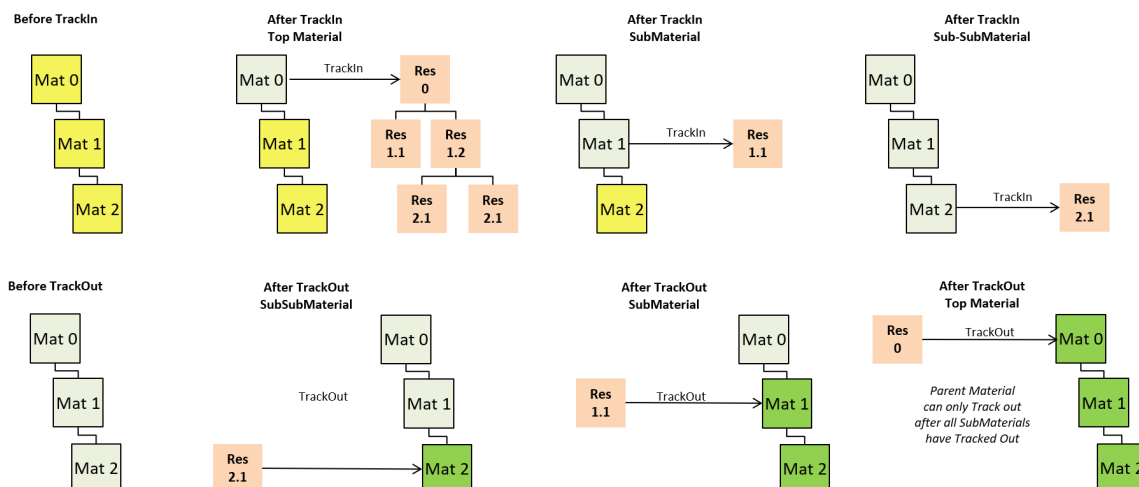 Before TrackIn
Mat 0
Mat 1
Mat 2
After TrackIn
Top Material
Mat 0
Mat 1
Mat 2
TrackIn
Res
0
Res
1.1
Res
1.2
Res
2.1
Res
2.1
After TrackIn
SubMaterial
Mat 0
Mat 1
Mat 2
TrackIn
Res
1.1
After TrackIn
Sub-SubMaterial
Mat 0
Mat 1
Mat 2
TrackIn
Res
2.1
Before TrackOut
Mat 0
Mat 1
Mat 2
After TrackOut
SubSubMaterial
Mat 0
TrackOut
Mat 1
Res
2.1
Mat 2
After TrackOut
SubMaterial
Mat 0
Res
1.1
TrackOut
Mat 1
Mat 2
After TrackOut
Top Material
Res
0
TrackOut
Mat 0
Parent Material
can only Track out
after all SubMaterials
have Tracked Out
Mat 1
Mat 2